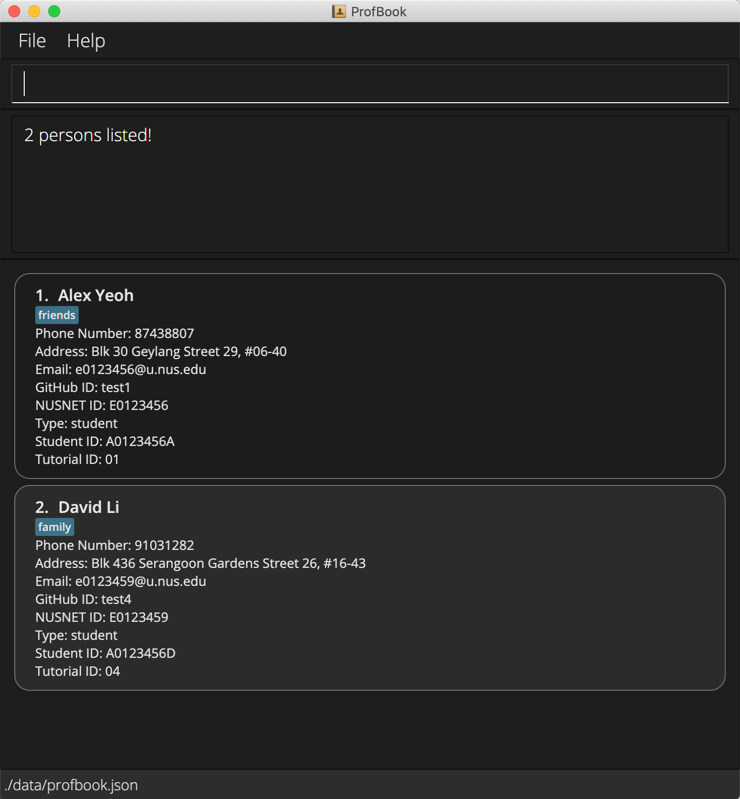 ProfBook
File Help
2 persons listed!
1. Alex Yeoh
friends
Phone Number: 87438807
Address: Blk 30 Geylang Street 29, #06-40
Email: e0123456@u.nus.edu
GitHub ID: test1
NUSNET ID: E0123456
Type: student
Student ID: A0123456A
Tutorial ID: 01
2. David Li
family
Phone Number: 91031282
Address: Blk 436 Serangoon Gardens Street 26, #16-43
Email: e0123459@u.nus.edu
GitHub ID: test4
NUSNET ID: E0123459
Type: student
Student ID: A0123456D
Tutorial ID: 04
./data/profbook.json